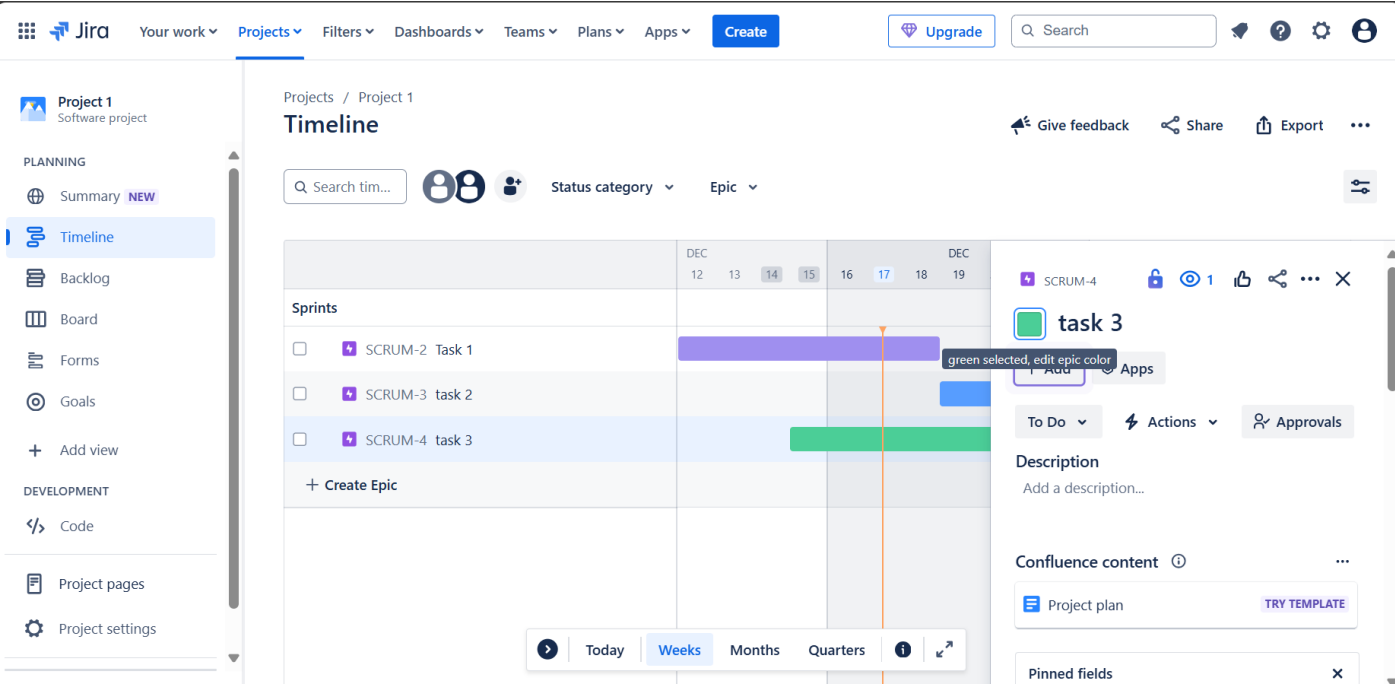 Jira Your work Projects Filters Dashboards Teams Plans Apps Create Upgrade Search
Project 1
Software project
PLANNING
Summary NEW
Timeline
Backlog
Board
Forms
Goals
Add view
DEVELOPMENT
Code
Project pages
Project settings
Projects / Project 1
Timeline
Give feedback Share Export
Search tim... Status category Epic
DEC DEC
12 13 14 15 16 17 18 19
Sprints
SCRUM-2 Task 1
SCRUM-3 task 2
SCRUM-4 task 3
+ Create Epic
Today Weeks Months Quarters
SCRUM-4 1
task 3
green selected, edit epic color
+ Add Apps
To Do Actions Approvals
Description
Add a description...
Confluence content
Project plan TRY TEMPLATE
Pinned fields